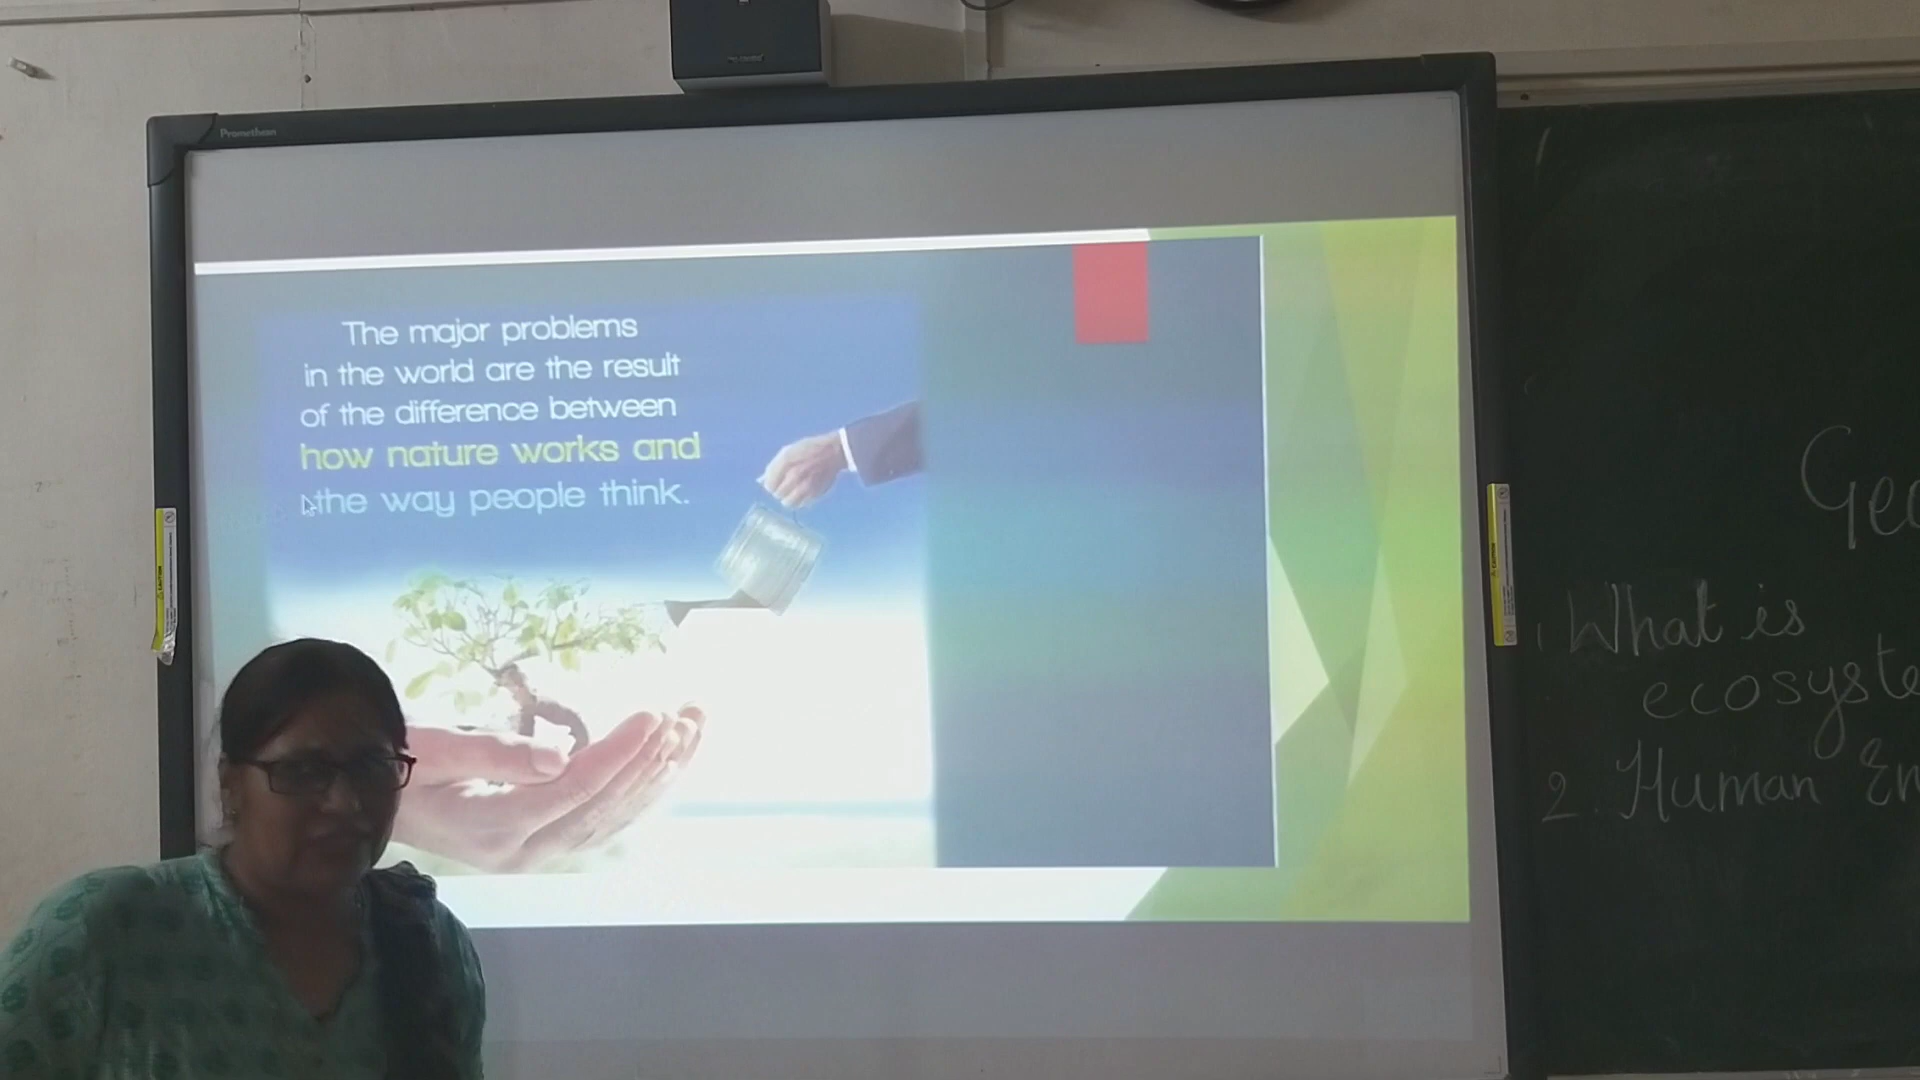 Promethean
The major problems
in the world are the result
of the difference between
how nature works and
the way people think.
1 What is
2. Human